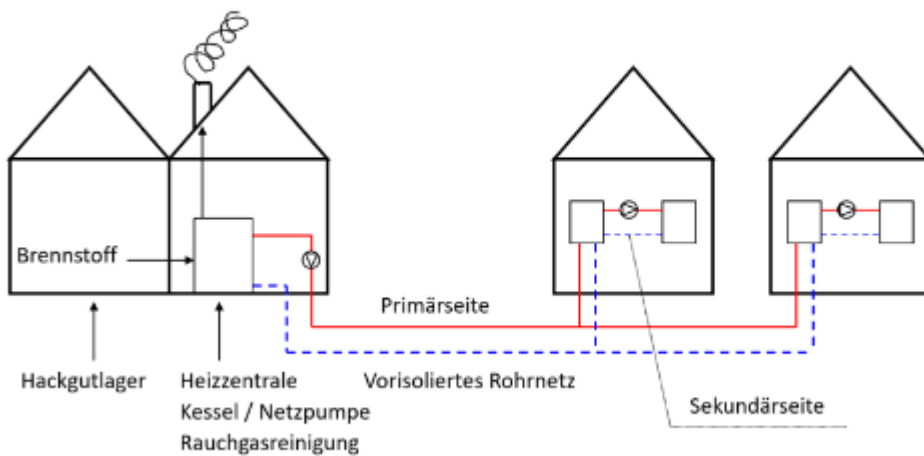 Brennstoff
Primärseite
Hackgutlager
Heizzentrale
Kessel / Netzpumpe
Rauchgasreinigung
Vorisoliertes Rohrnetz
Sekundärseite